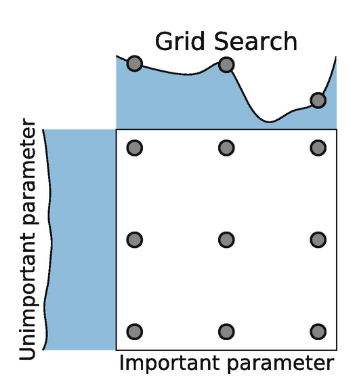 Grid Search
Unimportant parameter
Important parameter